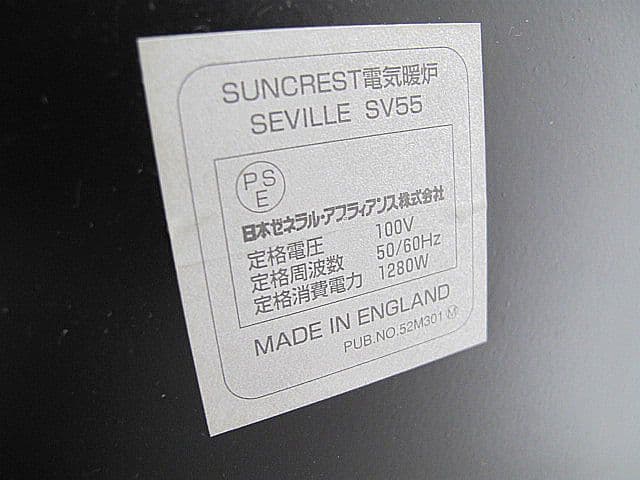 SUNCREST電気暖炉
SEVILLE SV55
PS
E
日本ゼネラル・アプライアンス株式会社
定格電圧 100V
定格周波数 50/60Hz
定格消費電力 1280W
MADE IN ENGLAND
PUB.NO.52M301 Ⓜ